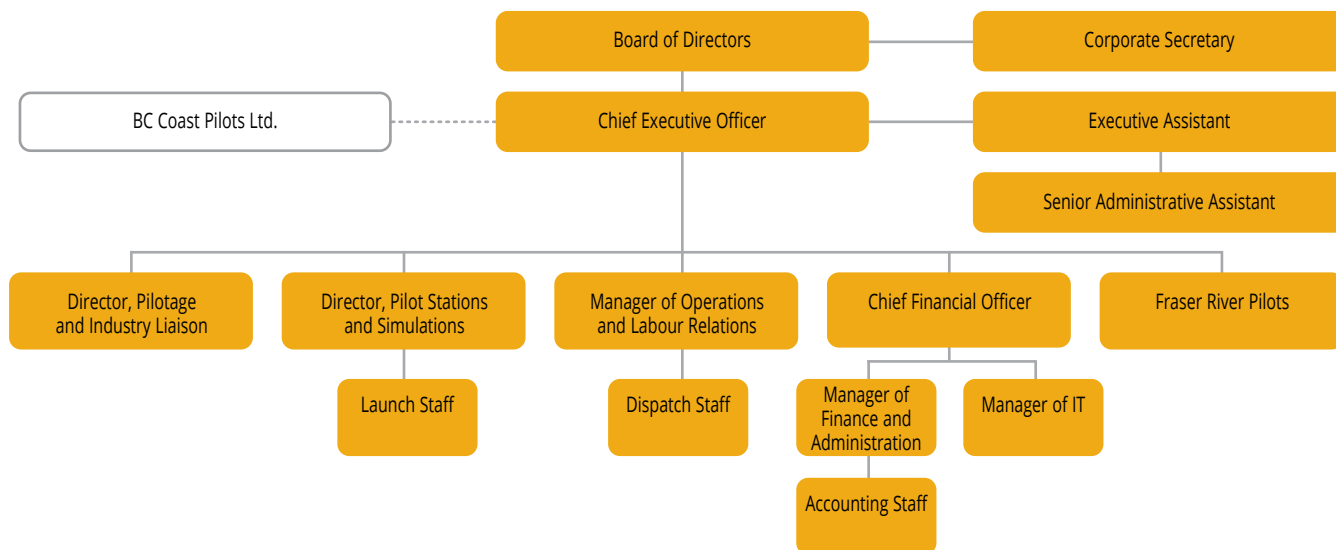 Board of Directors
Corporate Secretary
BC Coast Pilots Ltd.
Chief Executive Officer
Executive Assistant
Senior Administrative Assistant
Director, Pilotage
and Industry Liaison
Director, Pilot Stations
and Simulations
Manager of Operations
and Labour Relations
Chief Financial Officer
Fraser River Pilots
Launch Staff
Dispatch Staff
Manager of
Finance and
Administration
Manager of IT
Accounting Staff